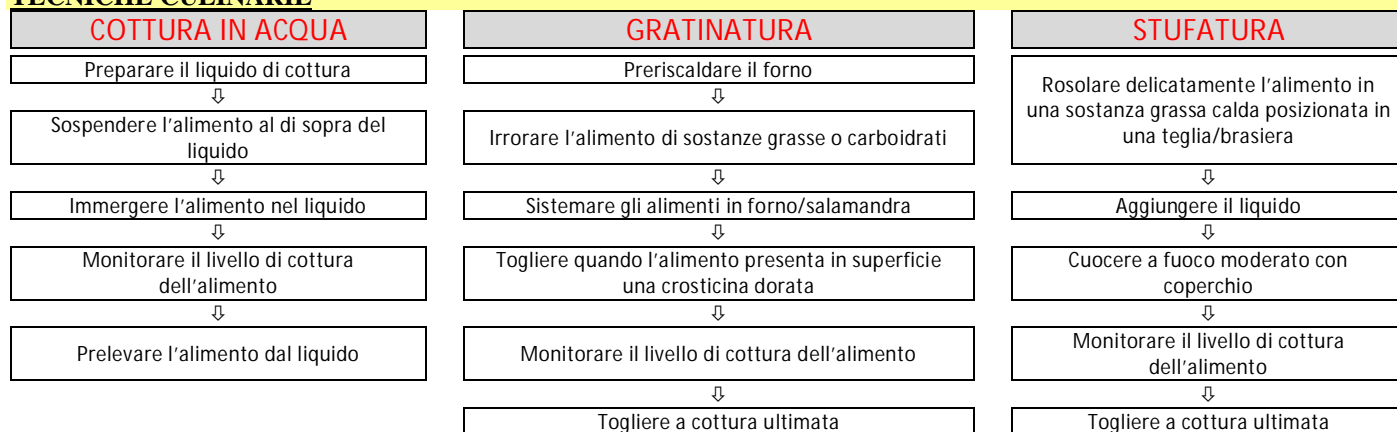 TECNICHE CULINARIE
COTTURA IN ACQUA
Preparare il liquido di cottura
⇩
Sospendere l'alimento al di sopra del
liquido
⇩
Immergere l'alimento nel liquido
⇩
Monitorare il livello di cottura
dell'alimento
⇩
Prelevare l'alimento dal liquido
GRATINATURA
Preriscaldare il forno
⇩
Irrorare l'alimento di sostanze grasse o carboidrati
⇩
Sistemare gli alimenti in forno/salamandra
⇩
Togliere quando l'alimento presenta in superficie
una crosticina dorata
⇩
Monitorare il livello di cottura dell'alimento
⇩
Togliere a cottura ultimata
STUFATURA
Rosolare delicatamente l'alimento in
una sostanza grassa calda posizionata in
una teglia/brasiera
⇩
Aggiungere il liquido
⇩
Cuocere a fuoco moderato con
coperchio
⇩
Monitorare il livello di cottura
dell'alimento
⇩
Togliere a cottura ultimata